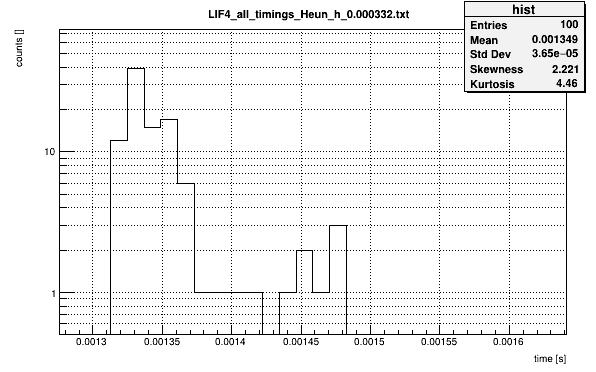 LIF4_all_timings_Heun_h_0.000332.txt
hist
Entries 100
Mean 0.001349
Std Dev 3.65e−05
Skewness 2.221
Kurtosis 4.46
counts []
10
1
0.0013 0.00135 0.0014 0.00145 0.0015 0.00155 0.0016
time [s]